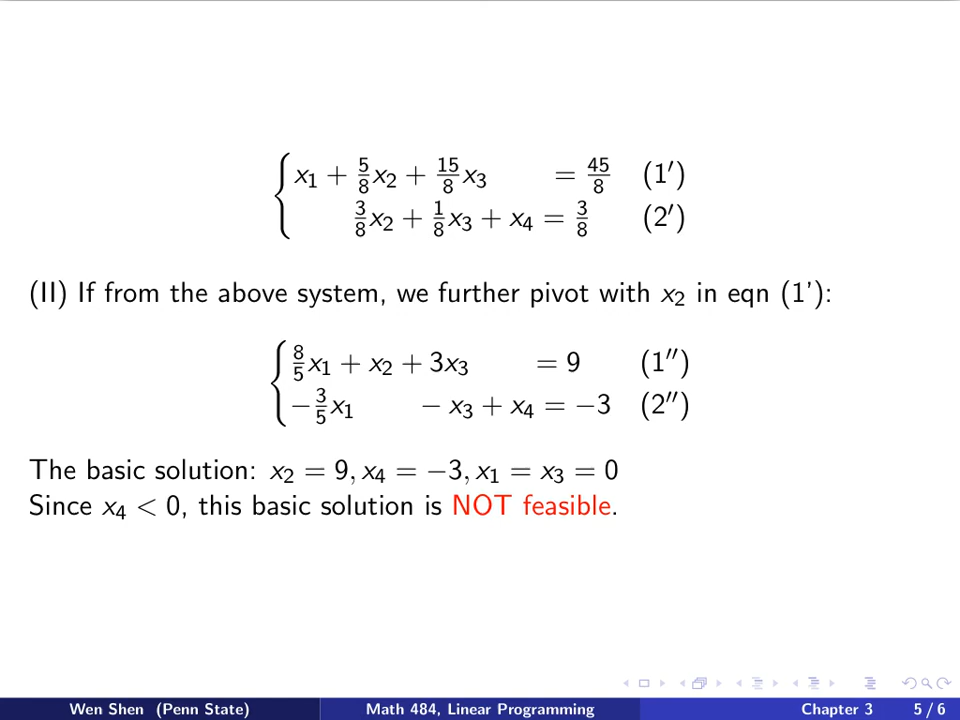 x₁ + 5/8 x₂ + 15/8 x₃ = 45/8 (1′)
3/8 x₂ + 1/8 x₃ + x₄ = 3/8 (2′)
(II) If from the above system, we further pivot with x₂ in eqn (1'):
8/5 x₁ + x₂ + 3x₃ = 9 (1″)
−3/5 x₁ − x₃ + x₄ = −3 (2″)
The basic solution: x₂ = 9, x₄ = −3, x₁ = x₃ = 0
Since x₄ < 0, this basic solution is NOT feasible.
Wen Shen (Penn State) Math 484, Linear Programming Chapter 3 5 / 6